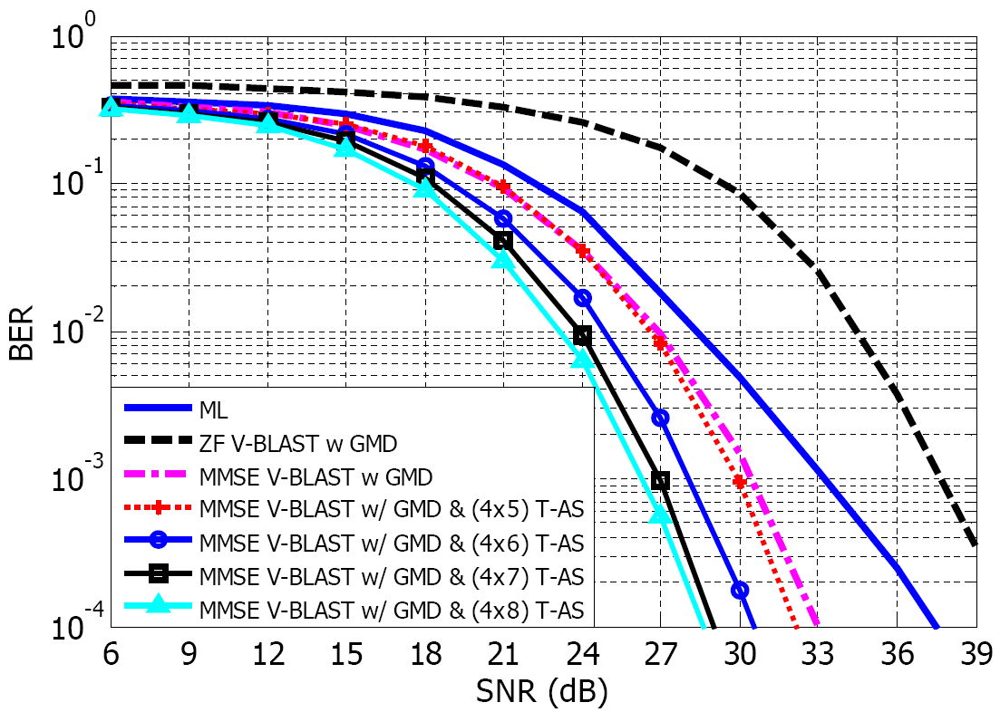 10^0
10^-1
10^-2
10^-3
10^-4
BER
ML
ZF V-BLAST w GMD
MMSE V-BLAST w GMD
MMSE V-BLAST w/ GMD & (4x5) T-AS
MMSE V-BLAST w/ GMD & (4x6) T-AS
MMSE V-BLAST w/ GMD & (4x7) T-AS
MMSE V-BLAST w/ GMD & (4x8) T-AS
6 9 12 15 18 21 24 27 30 33 36 39
SNR (dB)